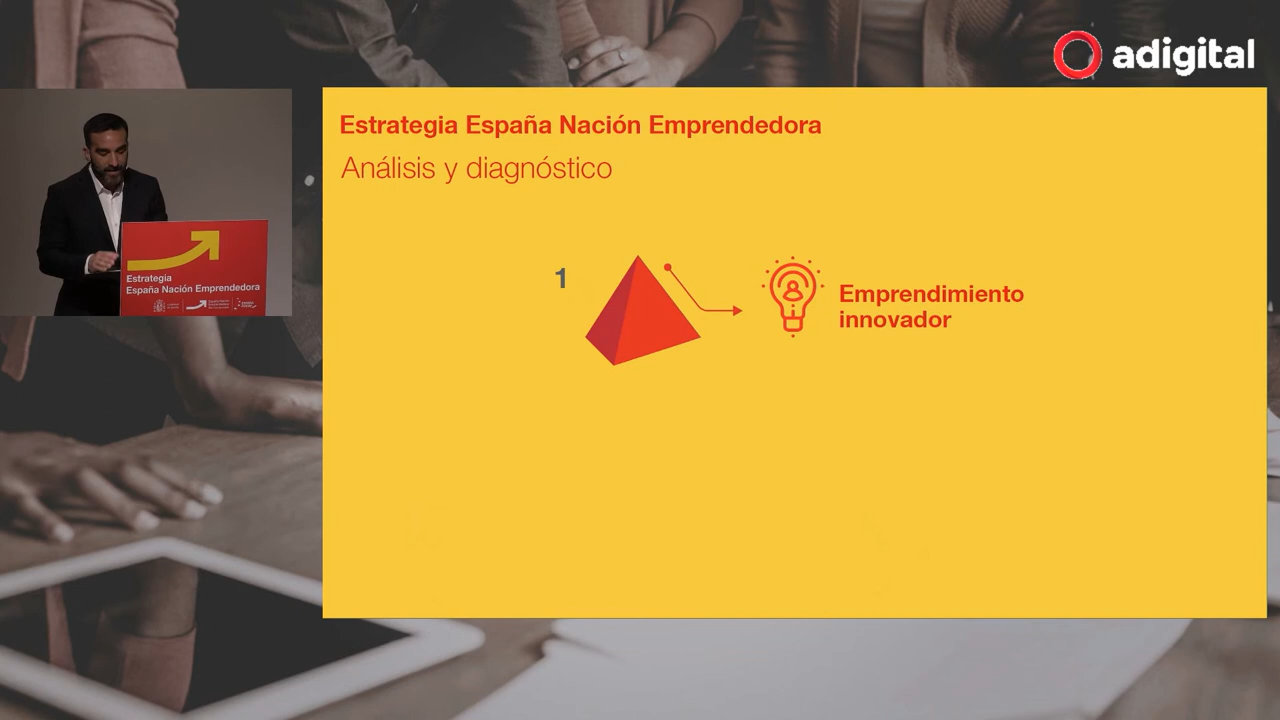 adigital
Estrategia España Nación Emprendedora
Análisis y diagnóstico
1
Emprendimiento
innovador
Estrategia
España Nación Emprendedora